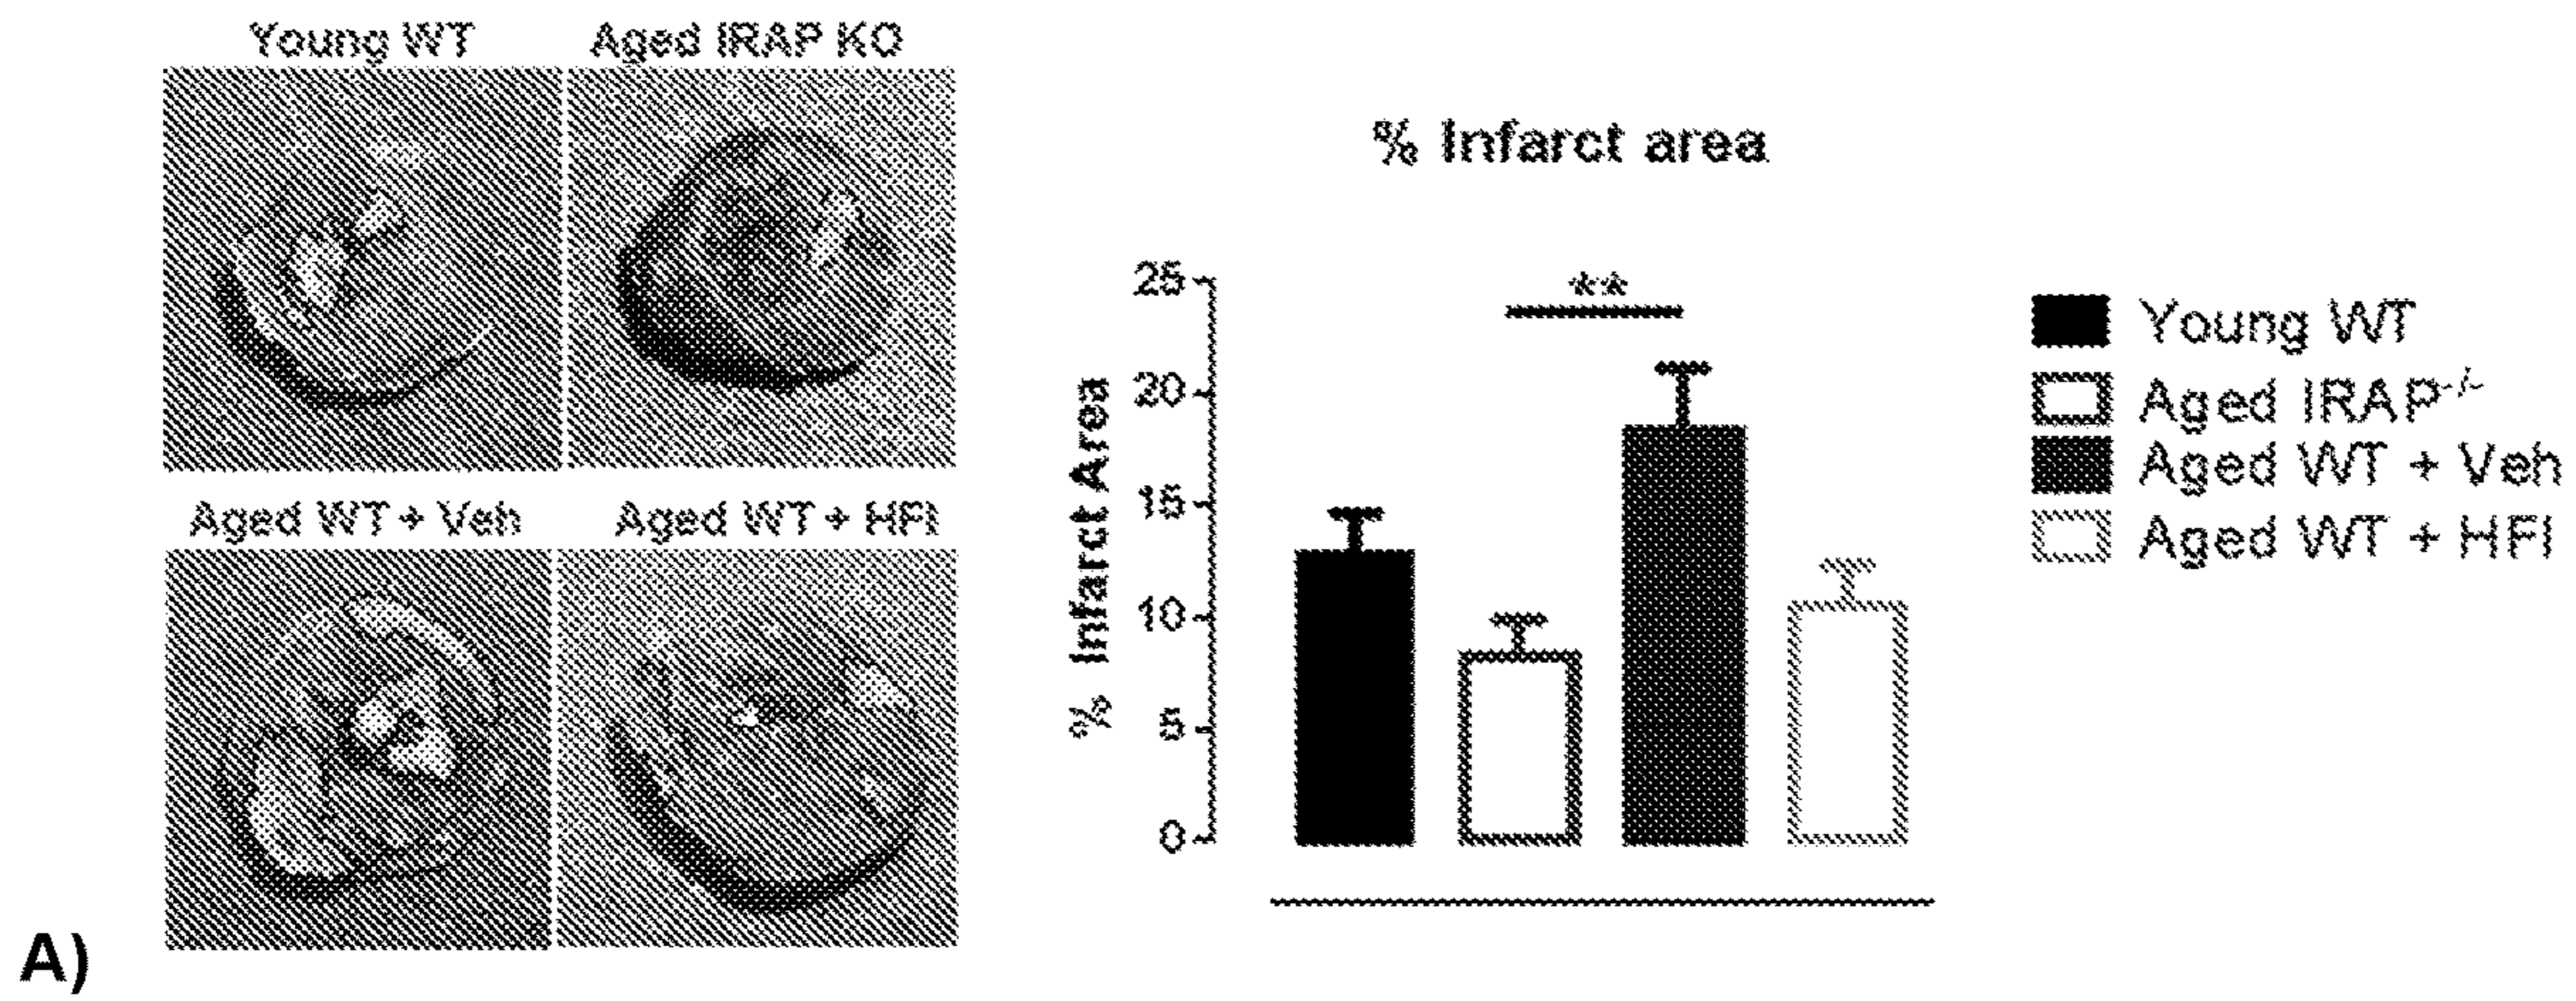 Young WT
Aged IRAP KO
Aged WT + Veh
Aged WT + HFI
A)
% Infarct area
% Infarct Area
25
20
15
10
5
0
**
Young WT
Aged IRAP-/-
Aged WT + Veh
Aged WT + HFI